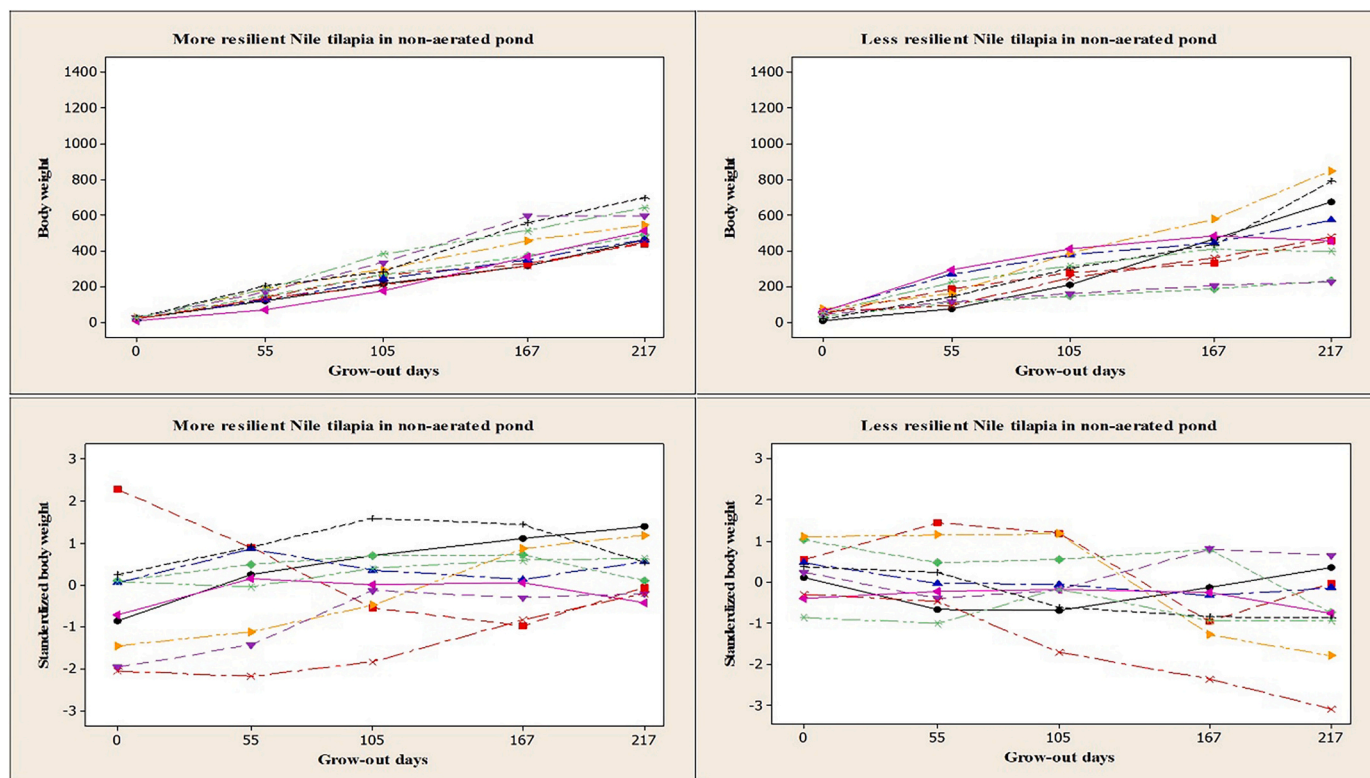 More resilient Nile tilapia in non-aerated pond
1400
1200
1000
800
600
400
200
0
Body weight
0 55 105 167 217
Grow-out days
Less resilient Nile tilapia in non-aerated pond
1400
1200
1000
800
600
400
200
0
Body weight
0 55 105 167 217
Grow-out days
More resilient Nile tilapia in non-aerated pond
3
2
1
0
-1
-2
-3
Standerdized body weight
0 55 105 167 217
Grow-out days
Less resilient Nile tilapia in non-aerated pond
3
2
1
0
-1
-2
-3
Standerdized body weight
0 55 105 167 217
Grow-out days